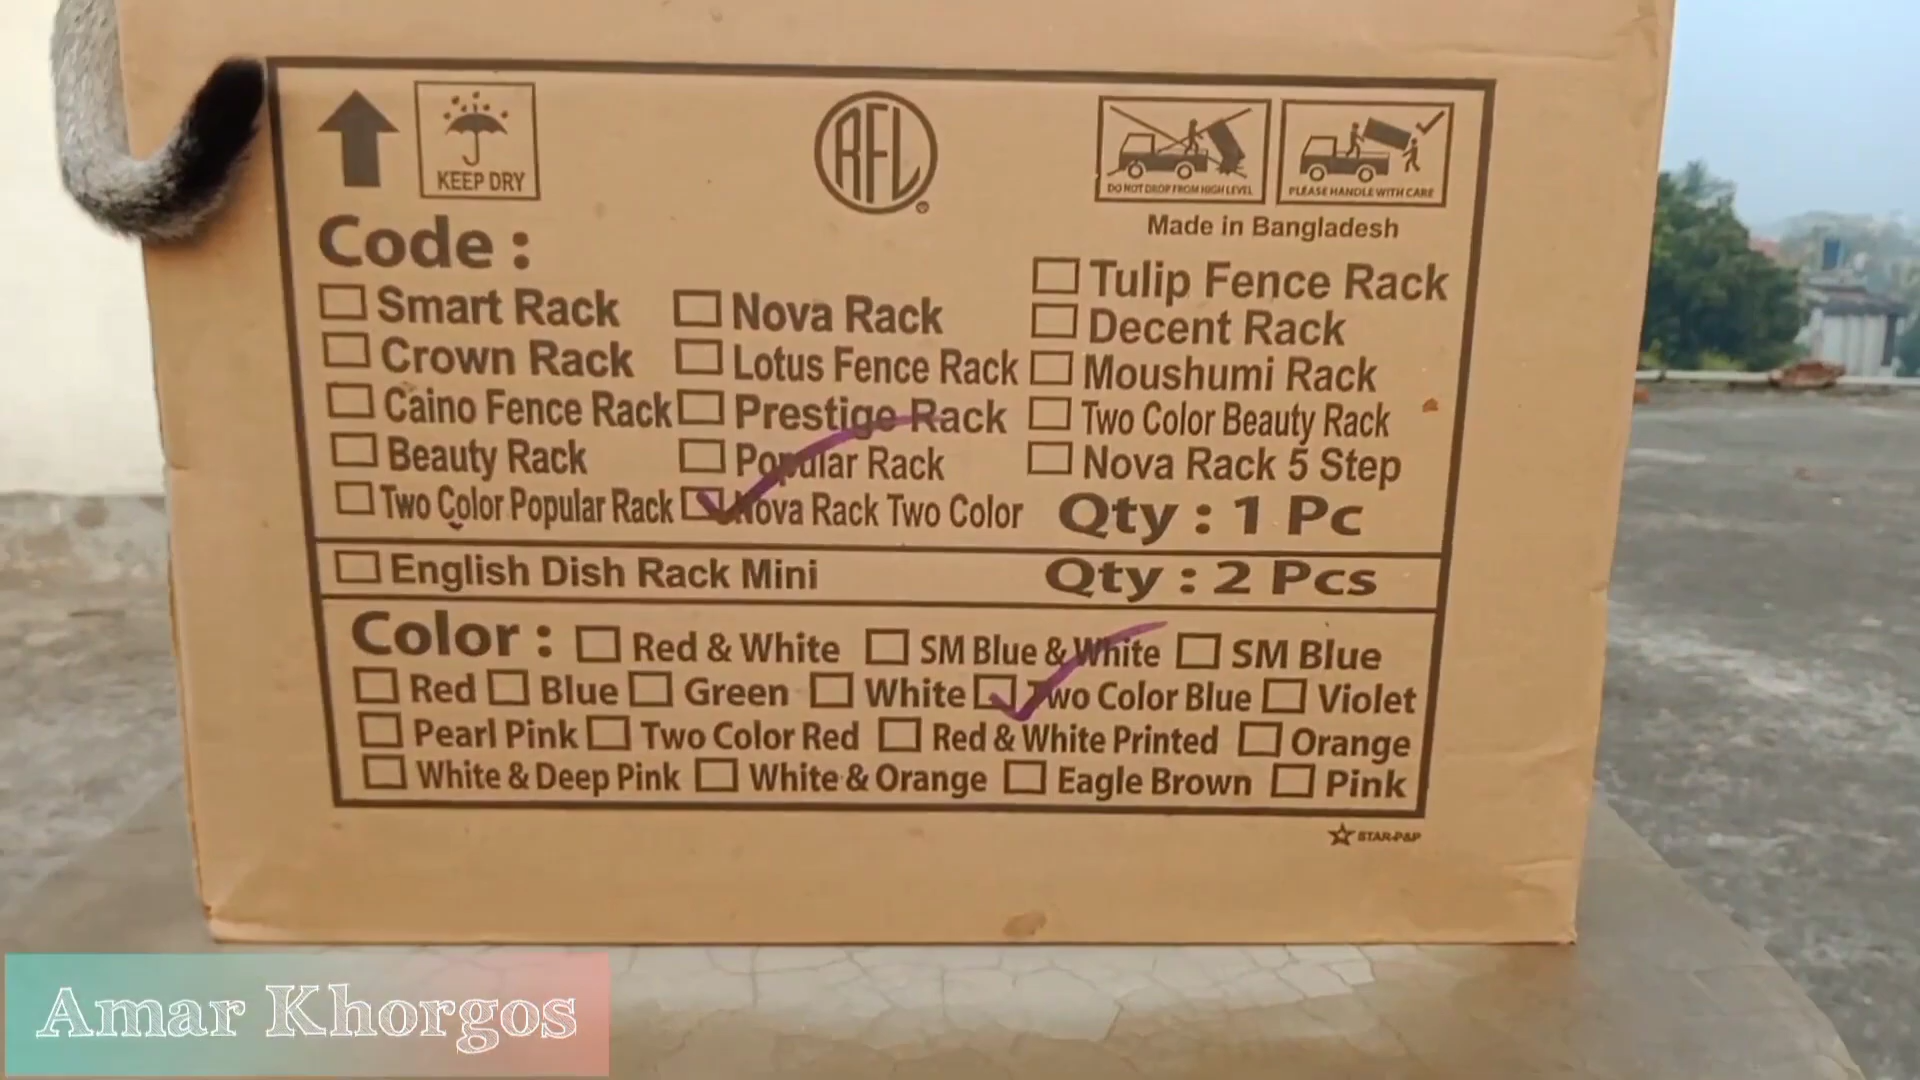 KEEP DRY
RFL
DO NOT DROP FROM HIGH LEVEL
PLEASE HANDLE WITH CARE
Made in Bangladesh
Code :
Smart Rack
Nova Rack
Tulip Fence Rack
Crown Rack
Lotus Fence Rack
Decent Rack
Caino Fence Rack
Prestige Rack
Moushumi Rack
Beauty Rack
Popular Rack
Two Color Beauty Rack
Two Color Popular Rack
Nova Rack Two Color
Nova Rack 5 Step
Qty : 1 Pc
English Dish Rack Mini Qty : 2 Pcs
Color : Red & White SM Blue & White SM Blue
Red Blue Green White Two Color Blue Violet
Pearl Pink Two Color Red Red & White Printed Orange
White & Deep Pink White & Orange Eagle Brown Pink
STAR-P&P
Amar Khorgos